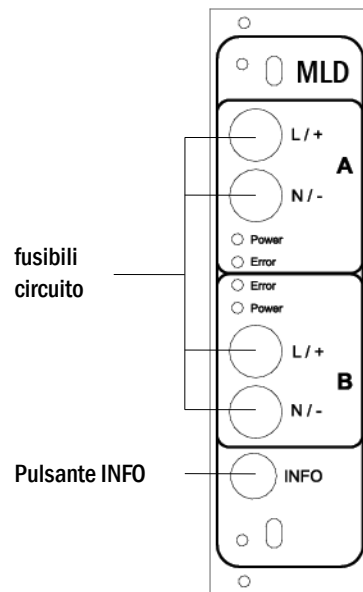 MLD
L / +
A
N / -
Power
Error
fusibili
circuito
Error
Power
L / +
B
N / -
Pulsante INFO
INFO